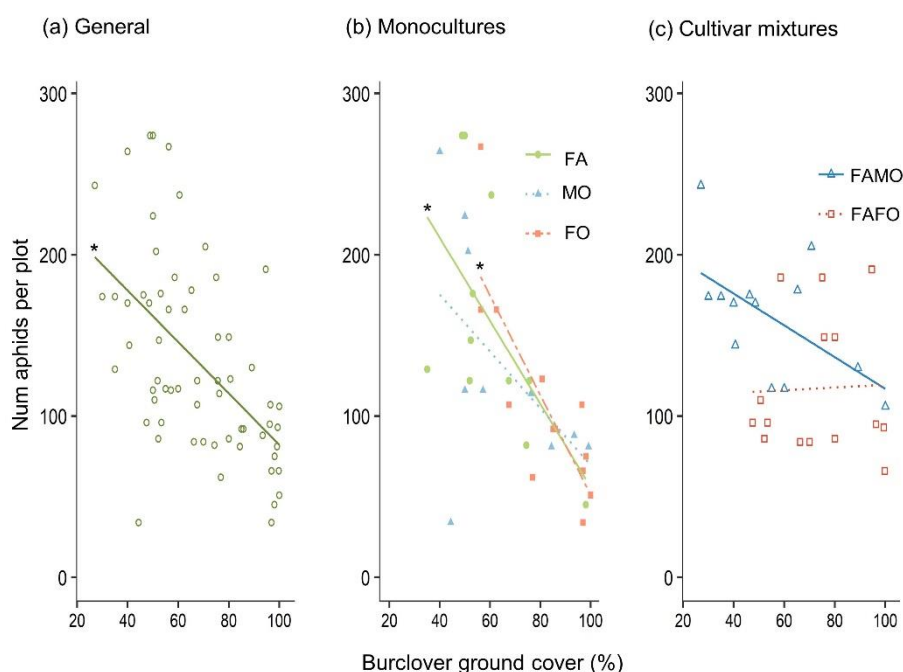 (a) General
(b) Monocultures
(c) Cultivar mixtures
Num aphids per plot
300
200
100
0
20 40 60 80 100
*
300
200
100
0
20 40 60 80 100
*
*
FA
MO
FO
300
200
100
0
20 40 60 80 100
FAMO
FAFO
Burclover ground cover (%)